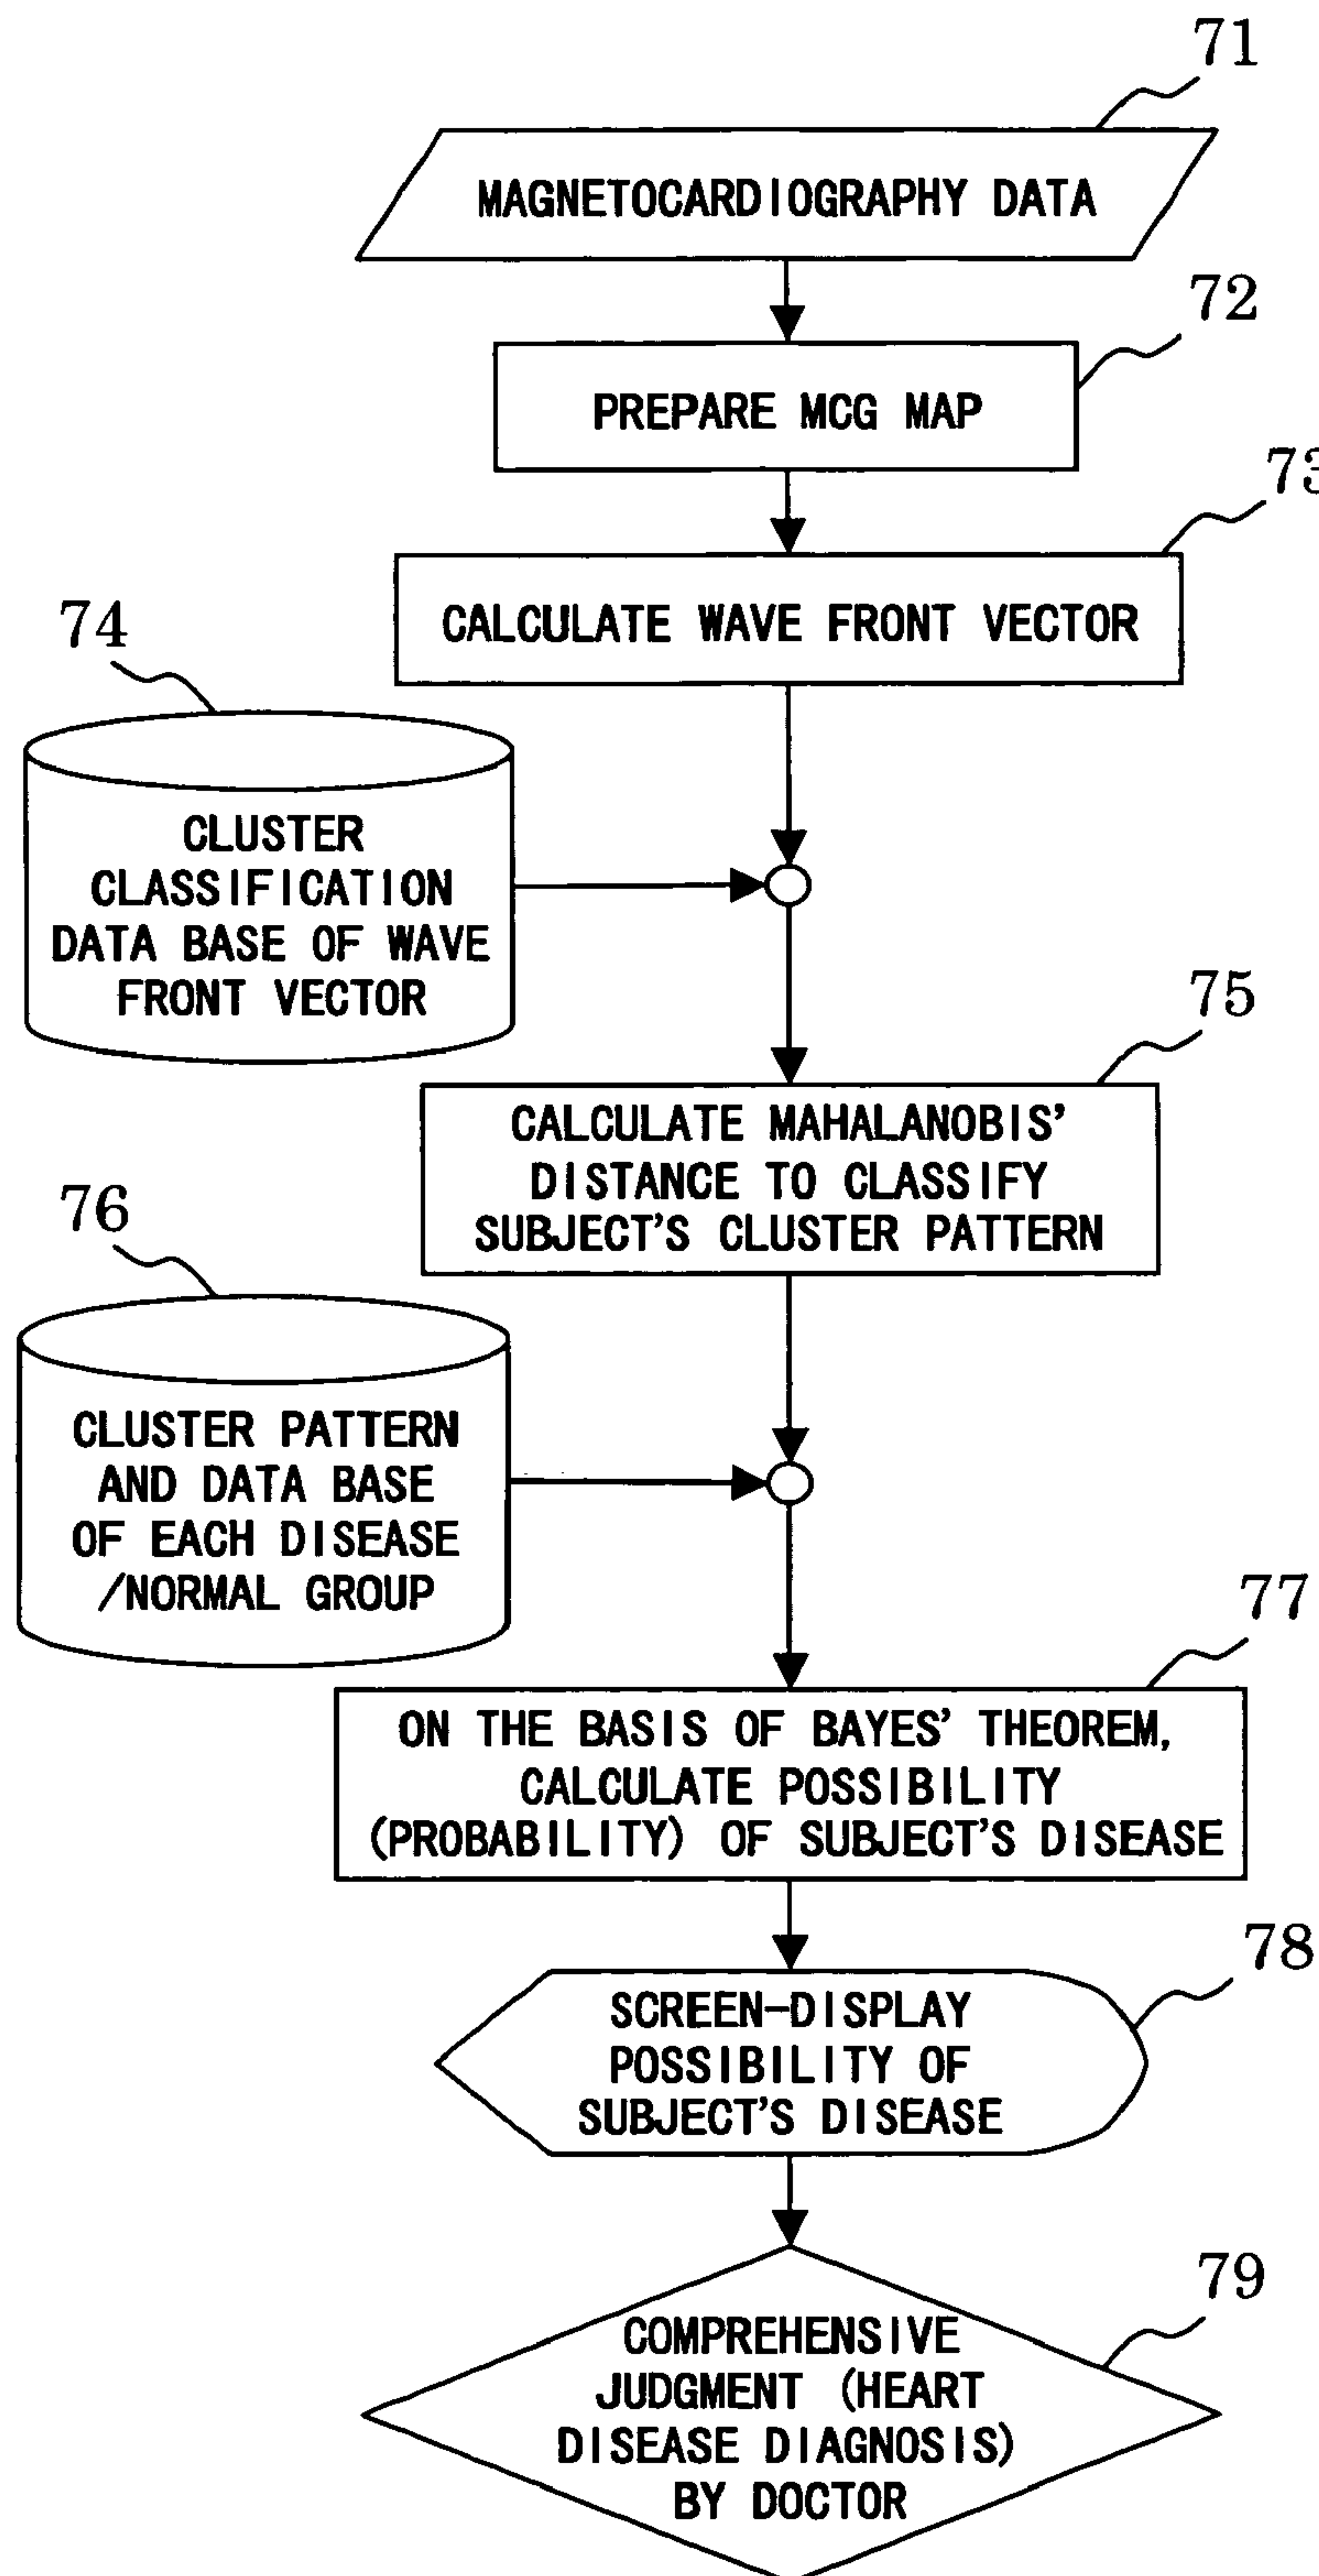 71
MAGNETOCARDIOGRAPHY DATA
72
PREPARE MCG MAP
73
CALCULATE WAVE FRONT VECTOR
74
CLUSTER
CLASSIFICATION
DATA BASE OF WAVE
FRONT VECTOR
75
CALCULATE MAHALANOBIS'
DISTANCE TO CLASSIFY
SUBJECT'S CLUSTER PATTERN
76
CLUSTER PATTERN
AND DATA BASE
OF EACH DISEASE
/NORMAL GROUP
77
ON THE BASIS OF BAYES' THEOREM,
CALCULATE POSSIBILITY
(PROBABILITY) OF SUBJECT'S DISEASE
78
SCREEN-DISPLAY
POSSIBILITY OF
SUBJECT'S DISEASE
79
COMPREHENSIVE
JUDGMENT (HEART
DISEASE DIAGNOSIS)
BY DOCTOR